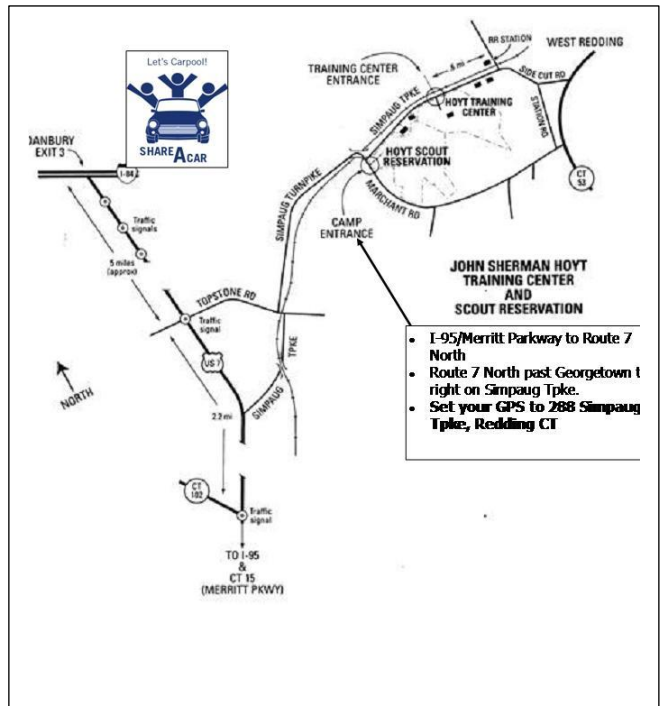 Let's Carpool!
SHARE A CAR
DANBURY
EXIT 3
I-84
Traffic
signals
5 miles
(approx)
TOPSTONE RD
Traffic
signal
US 7
NORTH
2.2 mi
SIMPAUG
TPKE
CT
102
Traffic
signal
TO I-95
&
CT 15
(MERRITT PKWY)
SIMPAUG TURNPIKE
TRAINING CENTER
ENTRANCE
SIMPAUG TPKE
RR STATION
WEST REDDING
SIDE CUT RD
STATION RD
HOYT TRAINING
CENTER
HOYT SCOUT
RESERVATION
MARCHANT RD
CAMP
ENTRANCE
CT
53
JOHN SHERMAN HOYT
TRAINING CENTER
AND
SCOUT RESERVATION
• I-95/Merritt Parkway to Route 7
North
• Route 7 North past Georgetown t
right on Simpaug Tpke.
• Set your GPS to 288 Simpaug
Tpke, Redding CT